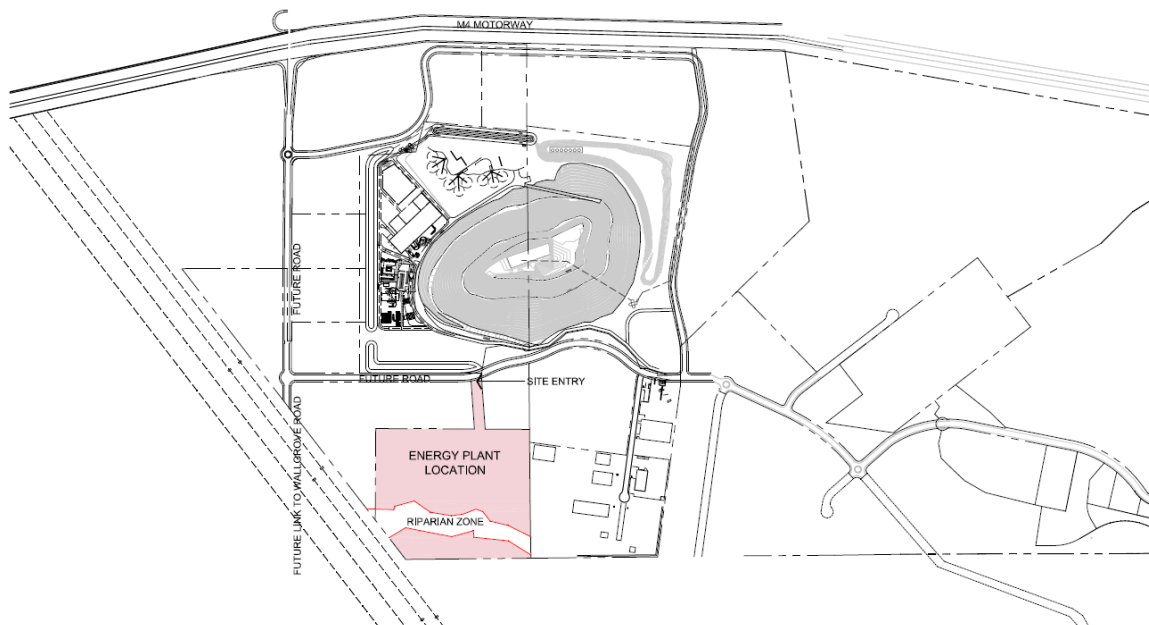 M4 MOTORWAY
FUTURE ROAD
FUTURE ROAD
SITE ENTRY
FUTURE LINK TO WALLGROVE ROAD
ENERGY PLANT
LOCATION
RIPARIAN ZONE